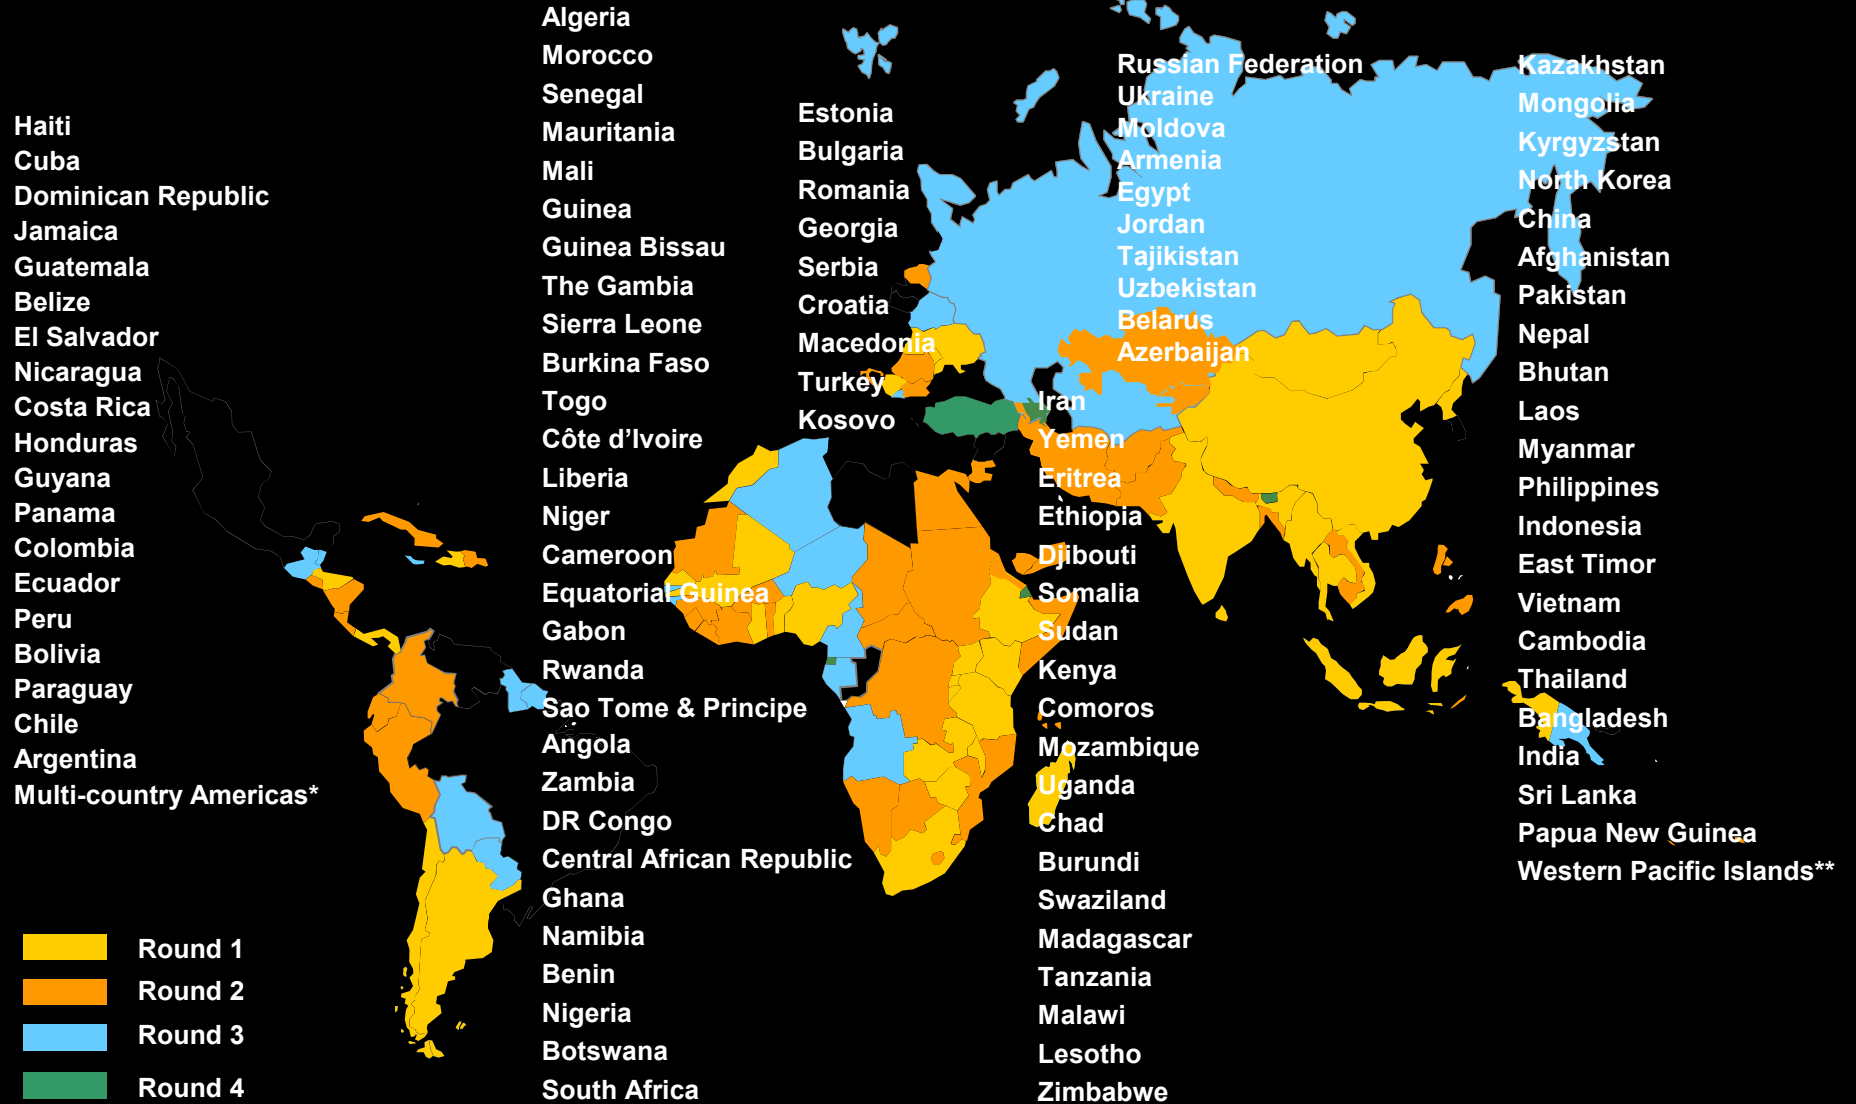 Haiti
Cuba
Dominican Republic
Jamaica
Guatemala
Belize
El Salvador
Nicaragua
Costa Rica
Honduras
Guyana
Panama
Colombia
Ecuador
Peru
Bolivia
Paraguay
Chile
Argentina
Multi-country Americas*
Algeria
Morocco
Senegal
Mauritania
Mali
Guinea
Guinea Bissau
The Gambia
Sierra Leone
Burkina Faso
Togo
Côte d’Ivoire
Liberia
Niger
Cameroon
Equatorial Guinea
Gabon
Rwanda
Sao Tome & Principe
Angola
Zambia
DR Congo
Central African Republic
Ghana
Namibia
Benin
Nigeria
Botswana
South Africa
Estonia
Bulgaria
Romania
Georgia
Serbia
Croatia
Macedonia
Turkey
Kosovo
Russian Federation
Ukraine
Moldova
Armenia
Egypt
Jordan
Tajikistan
Uzbekistan
Belarus
Azerbaijan
Iran
Yemen
Eritrea
Ethiopia
Djibouti
Somalia
Sudan
Kenya
Comoros
Mozambique
Uganda
Chad
Burundi
Swaziland
Madagascar
Tanzania
Malawi
Lesotho
Zimbabwe
Kazakhstan
Mongolia
Kyrgyzstan
North Korea
China
Afghanistan
Pakistan
Nepal
Bhutan
Laos
Myanmar
Philippines
Indonesia
East Timor
Vietnam
Cambodia
Thailand
Bangladesh
India
Sri Lanka
Papua New Guinea
Western Pacific Islands**
Round 1
Round 2
Round 3
Round 4